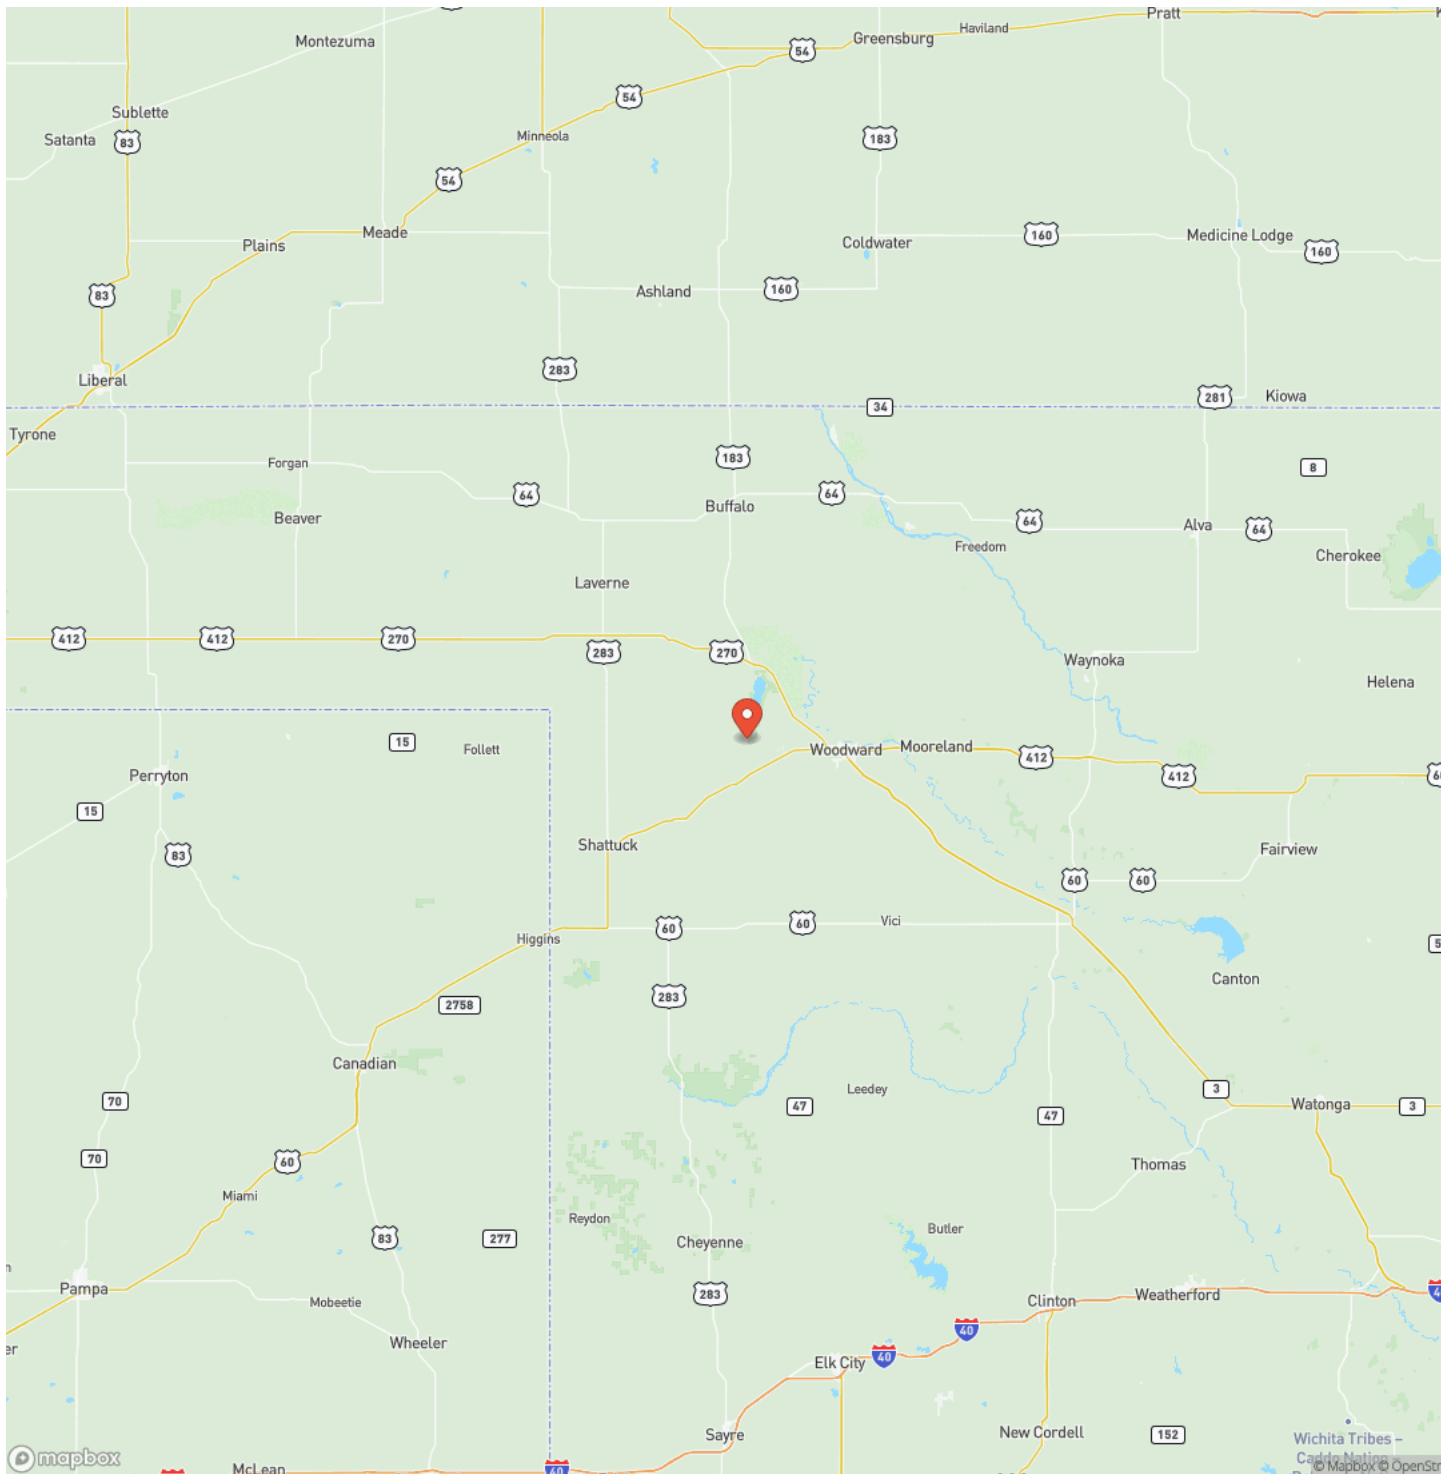 Pratt
Haviland
Greensburg
Montezuma
54
54
Sublette
Minneola
Satanta
83
183
54
Meade
Plains
Coldwater
160
Medicine Lodge
160
83
Ashland
160
283
Liberal
34
281
Kiowa
Tyrone
183
Forgan
8
64
64
Buffalo
Beaver
64
Alva
64
Freedom
Cherokee
Laverne
412
412
270
283
270
Waynoka
Helena
15
Follett
Woodward
Mooreland
412
Perryton
412
15
83
Shattuck
Fairview
60
60
Higgins
60
60
Vici
Canton
283
2758
Canadian
Leedey
3
70
47
47
Watonga
3
70
60
Thomas
Miami
Reydon
Butler
83
277
Cheyenne
Pampa
283
Mobeetie
Clinton
Weatherford
Wheeler
40
40
Elk City
Sayre
New Cordell
152
Wichita Tribes –
Caddo Nation –
mapbox
McLean
40
© Mapbox © OpenStr